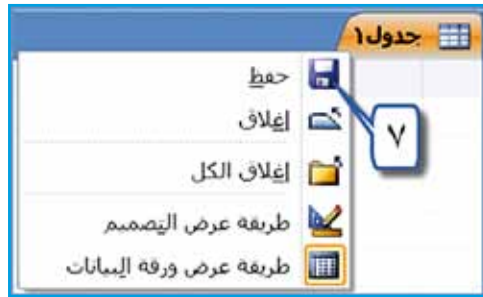 جدول١
حفظ
إغلاق
٧
إغلاق الكل
طريقة عرض التصميم
طريقة عرض ورقة البيانات